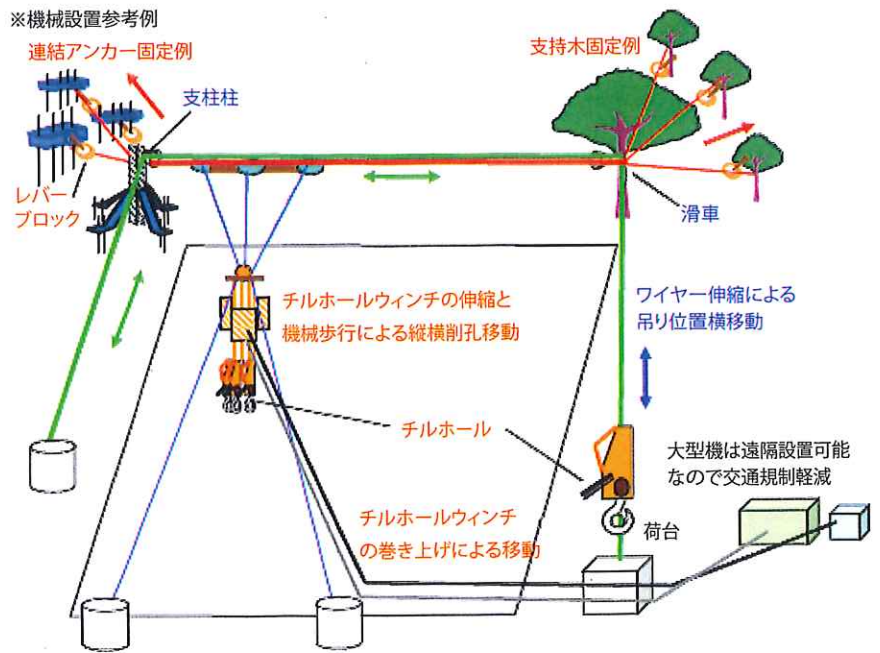 ※機械設置参考例
連結アンカー固定例
支持木固定例
支柱柱
レバー
ブロック
滑車
チルホールウィンチの伸縮と
機械歩行による縦横削孔移動
ワイヤー伸縮による
吊り位置横移動
チルホール
大型機は遠隔設置可能
なので交通規制軽減
チルホールウィンチ
の巻き上げによる移動
荷台